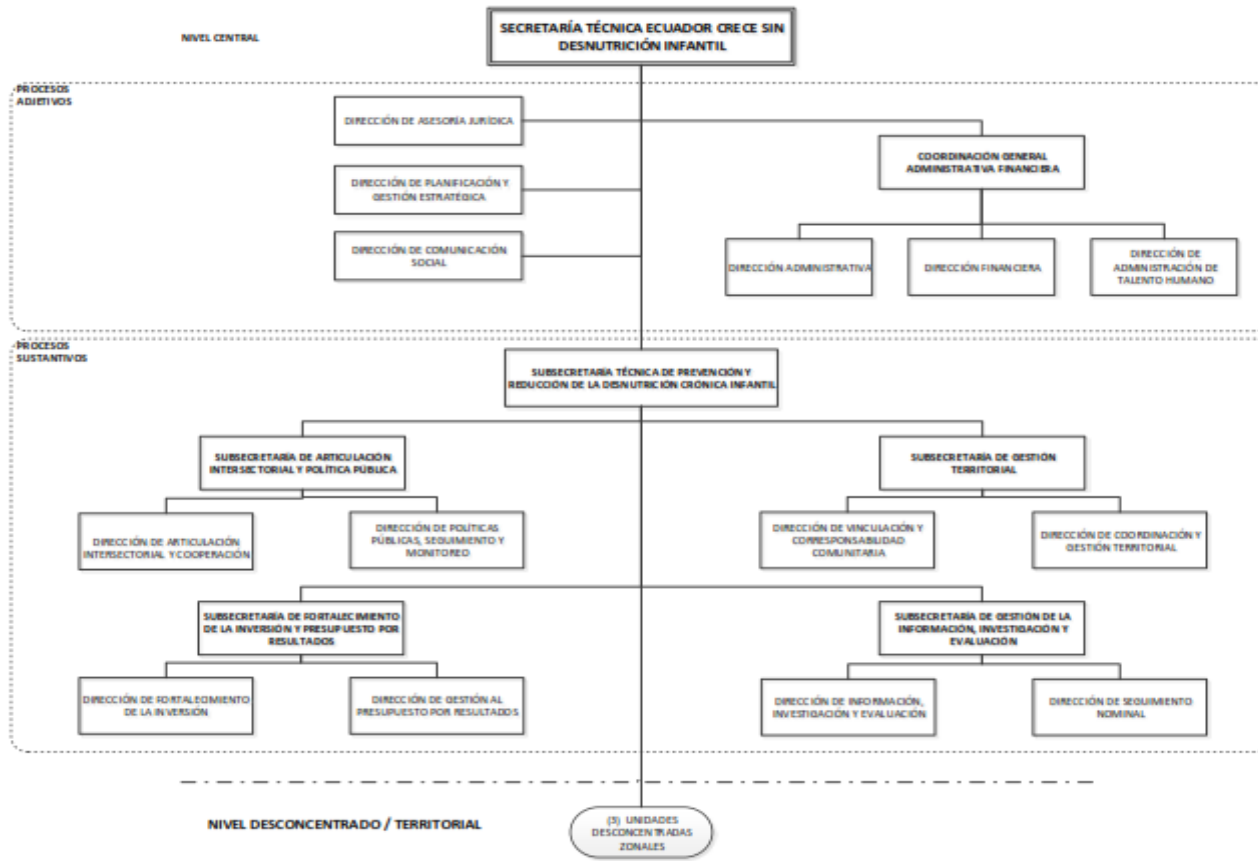 NIVEL CENTRAL
SECRETARÍA TÉCNICA ECUADOR CRECE SIN
DESNUTRICIÓN INFANTIL
PROCESOS
ADJETIVOS
DIRECCIÓN DE ASESORÍA JURÍDICA
COORDINACIÓN GENERAL
ADMINISTRATIVA FINANCIERA
DIRECCIÓN DE PLANIFICACIÓN Y
GESTIÓN ESTRATÉGICA
DIRECCIÓN DE COMUNICACIÓN
SOCIAL
DIRECCIÓN ADMINISTRATIVA
DIRECCIÓN FINANCIERA
DIRECCIÓN DE
ADMINISTRACIÓN DE
TALENTO HUMANO
PROCESOS
SUSTANTIVOS
SUBSECRETARÍA TÉCNICA DE PREVENCIÓN Y
REDUCCIÓN DE LA DESNUTRICIÓN CRÓNICA INFANTIL
SUBSECRETARÍA DE ARTICULACIÓN
INTERSECTORIAL Y POLÍTICA PÚBLICA
SUBSECRETARÍA DE GESTIÓN
TERRITORIAL
DIRECCIÓN DE ARTICULACIÓN
INTERSECTORIAL Y COOPERACIÓN
DIRECCIÓN DE POLÍTICAS
PÚBLICAS, SEGUIMIENTO Y
MONITOREO
DIRECCIÓN DE VINCULACIÓN Y
CORRESPONSABILIDAD
COMUNITARIA
DIRECCIÓN DE COORDINACIÓN Y
GESTIÓN TERRITORIAL
SUBSECRETARÍA DE FORTALECIMIENTO
DE LA INVERSIÓN Y PRESUPUESTO POR
RESULTADOS
SUBSECRETARÍA DE GESTIÓN DE LA
INFORMACIÓN, INVESTIGACIÓN Y
EVALUACIÓN
DIRECCIÓN DE FORTALECIMIENTO
DE LA INVERSIÓN
DIRECCIÓN DE GESTIÓN AL
PRESUPUESTO POR RESULTADOS
DIRECCIÓN DE INFORMACIÓN,
INVESTIGACIÓN Y EVALUACIÓN
DIRECCIÓN DE SEGUIMIENTO
NOMINAL
NIVEL DESCONCENTRADO / TERRITORIAL
UNIDADES
DESCONCENTRADAS
ZONALES